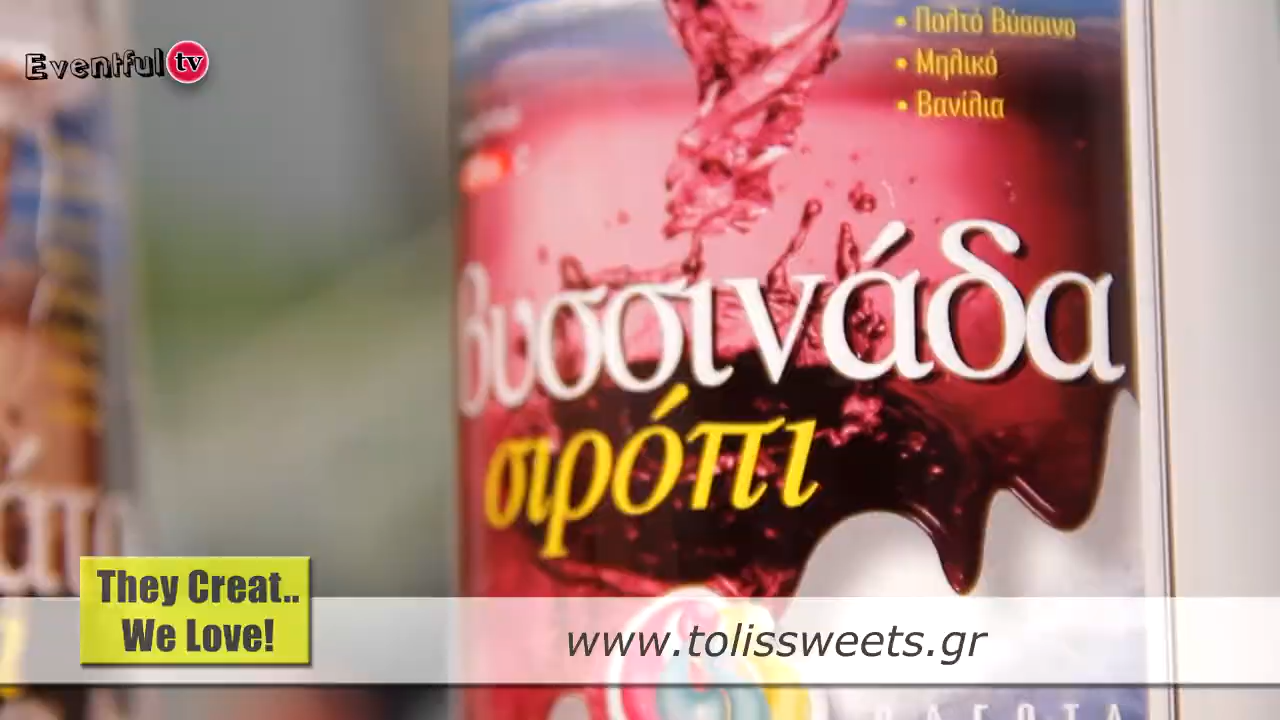 Eventful tv
• Πολτό Βύσσινο
• Μηλικό
• Βανίλια
βυσσινάδα
σιρόπι
They Creat..
We Love!
www.tolissweets.gr